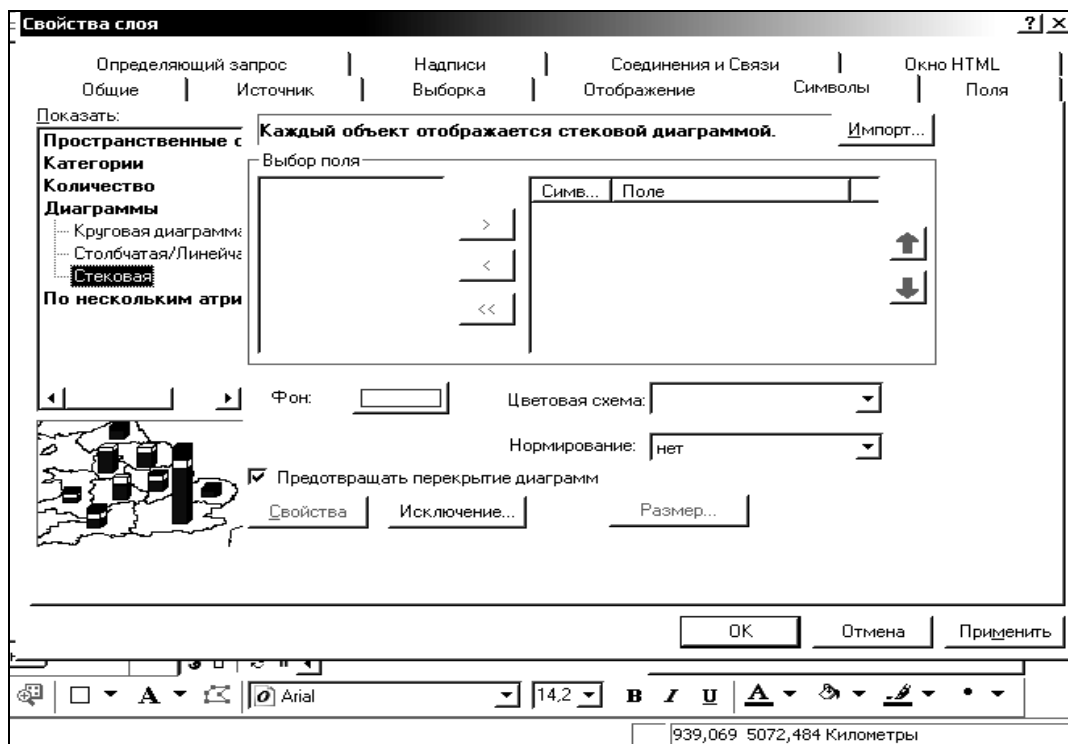 Свойства слоя
Определяющий запрос Надписи Соединения и Связи Окно HTML
Общие Источник Выборка Отображение Символы Поля
Показать:
Пространственные с
Категории
Количество
Диаграммы
Круговая диаграмма
Столбчатая/Линейча
Стековая
По нескольким атри
Каждый объект отображается стековой диаграммой.
Импорт...
Выбор поля
Симв... Поле
>
<
<<
Фон:
Цветовая схема:
Нормирование: нет
Предотвращать перекрытие диаграмм
Свойства Исключение... Размер...
OK Отмена Применить
A Arial 14,2 B I U A
939,069 5072,484 Километры